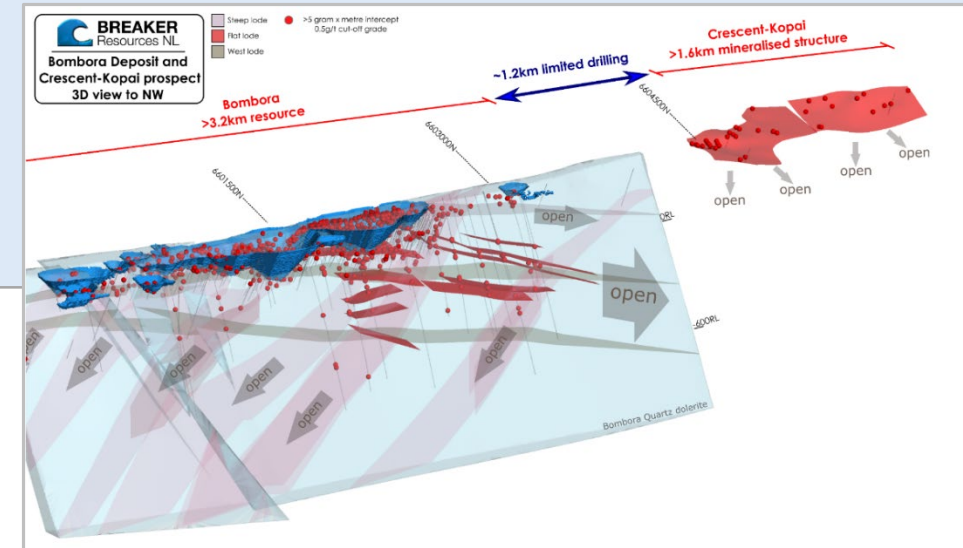 BREAKER
Resources NL
Bombora Deposit and
Crescent-Kopai prospect
3D view to NW
Steep lode
Flat lode
West lode
>5 gram x metre intercept
0.5g/t cut-off grade
Bombora
>3.2km resource
~1.2km limited drilling
Crescent-Kopai
>1.6km mineralised structure
6601500N
6603000N
6604500N
open
open
open
open
open
0RL
open
-600RL
open
open
open
open
open
open
Bombora Quartz dolerite